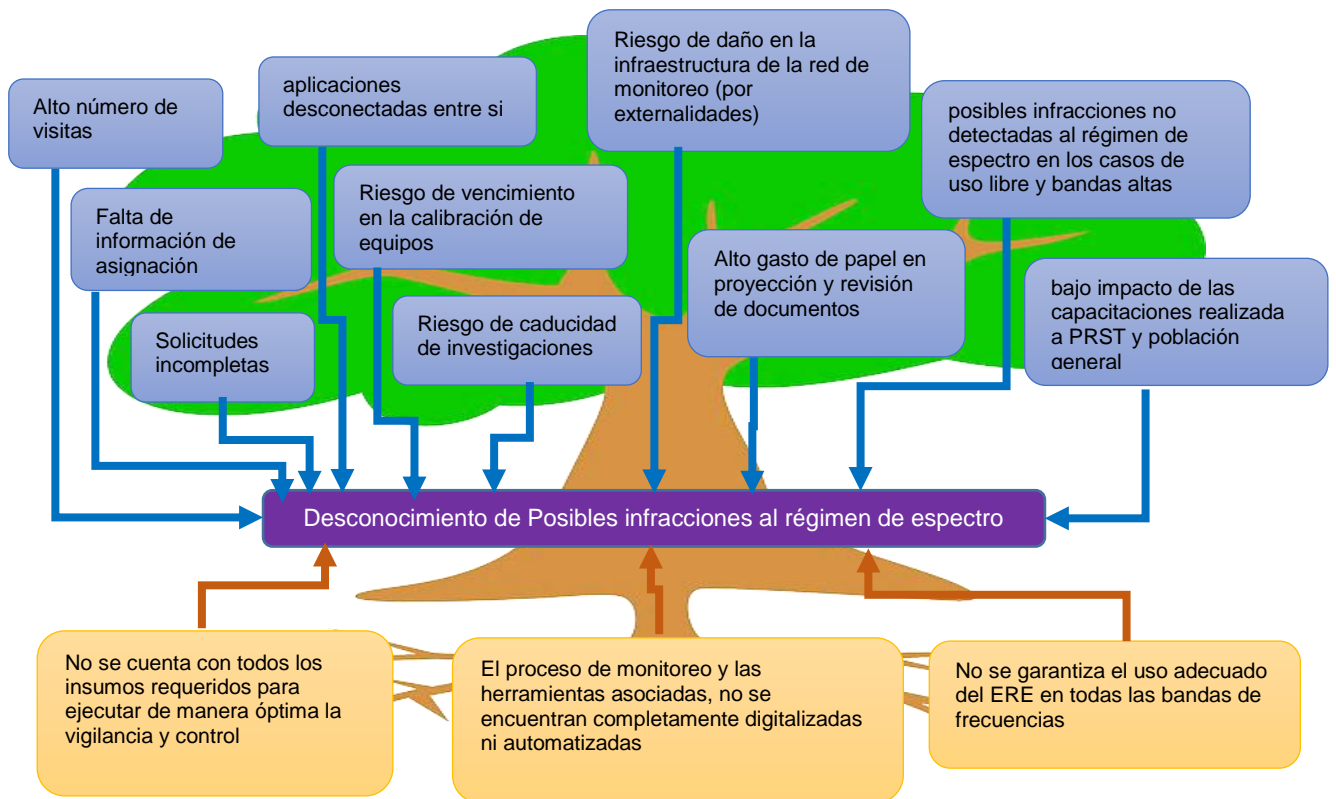 Alto número de
visitas
aplicaciones
desconectadas entre si
Riesgo de daño en la
infraestructura de la red de
monitoreo (por
externalidades)
posibles infracciones no
detectadas al régimen de
espectro en los casos de
uso libre y bandas altas
Falta de
información de
asignación
Riesgo de vencimiento
en la calibración de
equipos
Alto gasto de papel en
proyección y revisión
de documentos
bajo impacto de las
capacitaciones realizada
a PRST y población
general
Solicitudes
incompletas
Riesgo de caducidad
de investigaciones
Desconocimiento de Posibles infracciones al régimen de espectro
No se cuenta con todos los
insumos requeridos para
ejecutar de manera óptima la
vigilancia y control
El proceso de monitoreo y las
herramientas asociadas, no se
encuentran completamente digitalizadas
ni automatizadas
No se garantiza el uso adecuado
del ERE en todas las bandas de
frecuencias